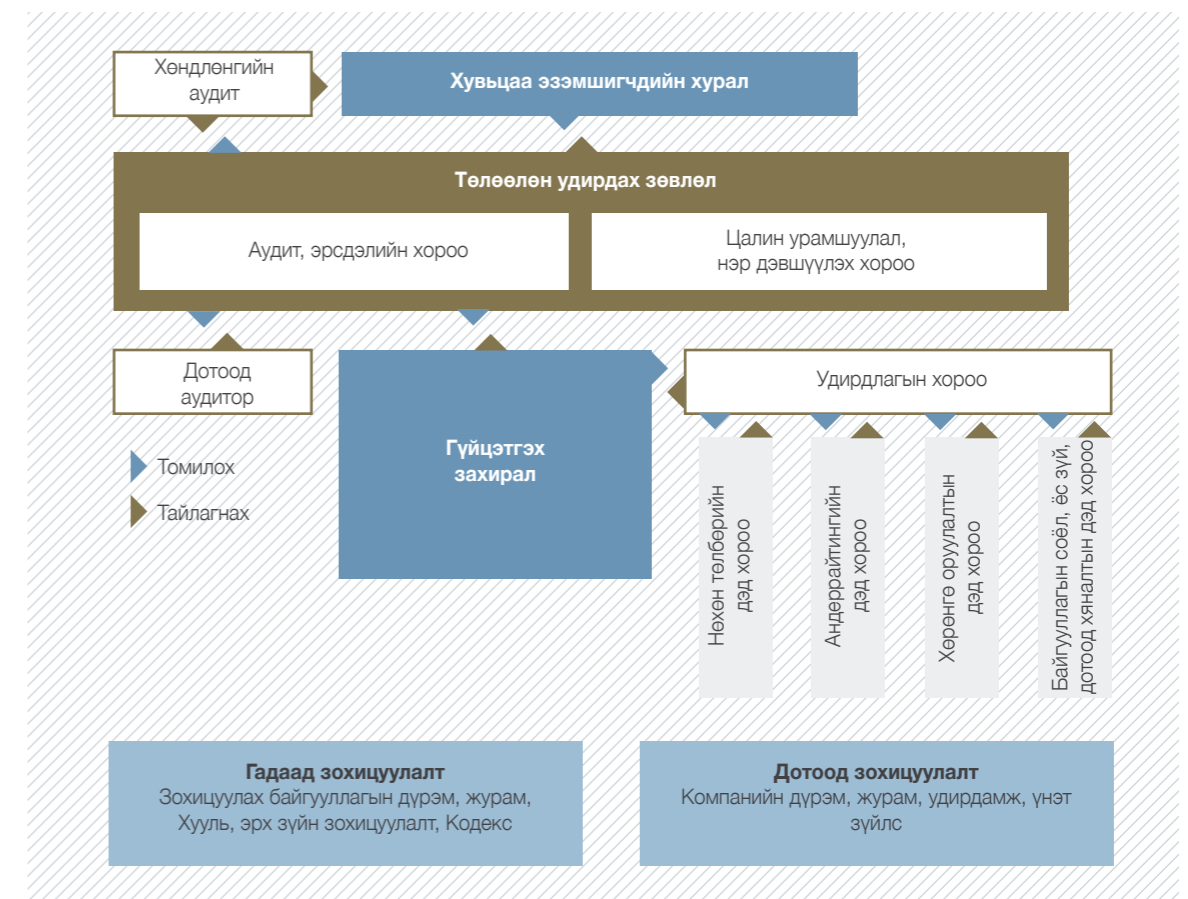 Хөндлөнгийн
аудит
Хувьцаа эзэмшигчдийн хурал
Төлөөлөн удирдах зөвлөл
Аудит, эрсдэлийн хороо
Цалин урамшуулал,
нэр дэвшүүлэх хороо
Дотоод
аудитор
Гүйцэтгэх
захирал
Удирдлагын хороо
Томилох
Тайлагнах
Нөхөн төлбөрийн
дэд хороо
Андеррайтингийн
дэд хороо
Хөрөнгө оруулалтын
дэд хороо
Байгууллагын соёл, ёс зүй,
дотоод хяналтын дэд хороо
Гадаад зохицуулалт
Зохицуулах байгууллагын дүрэм, журам,
Хууль, эрх зүйн зохицуулалт, Кодекс
Дотоод зохицуулалт
Компанийн дүрэм, журам, удирдамж, үнэт
зүйлс